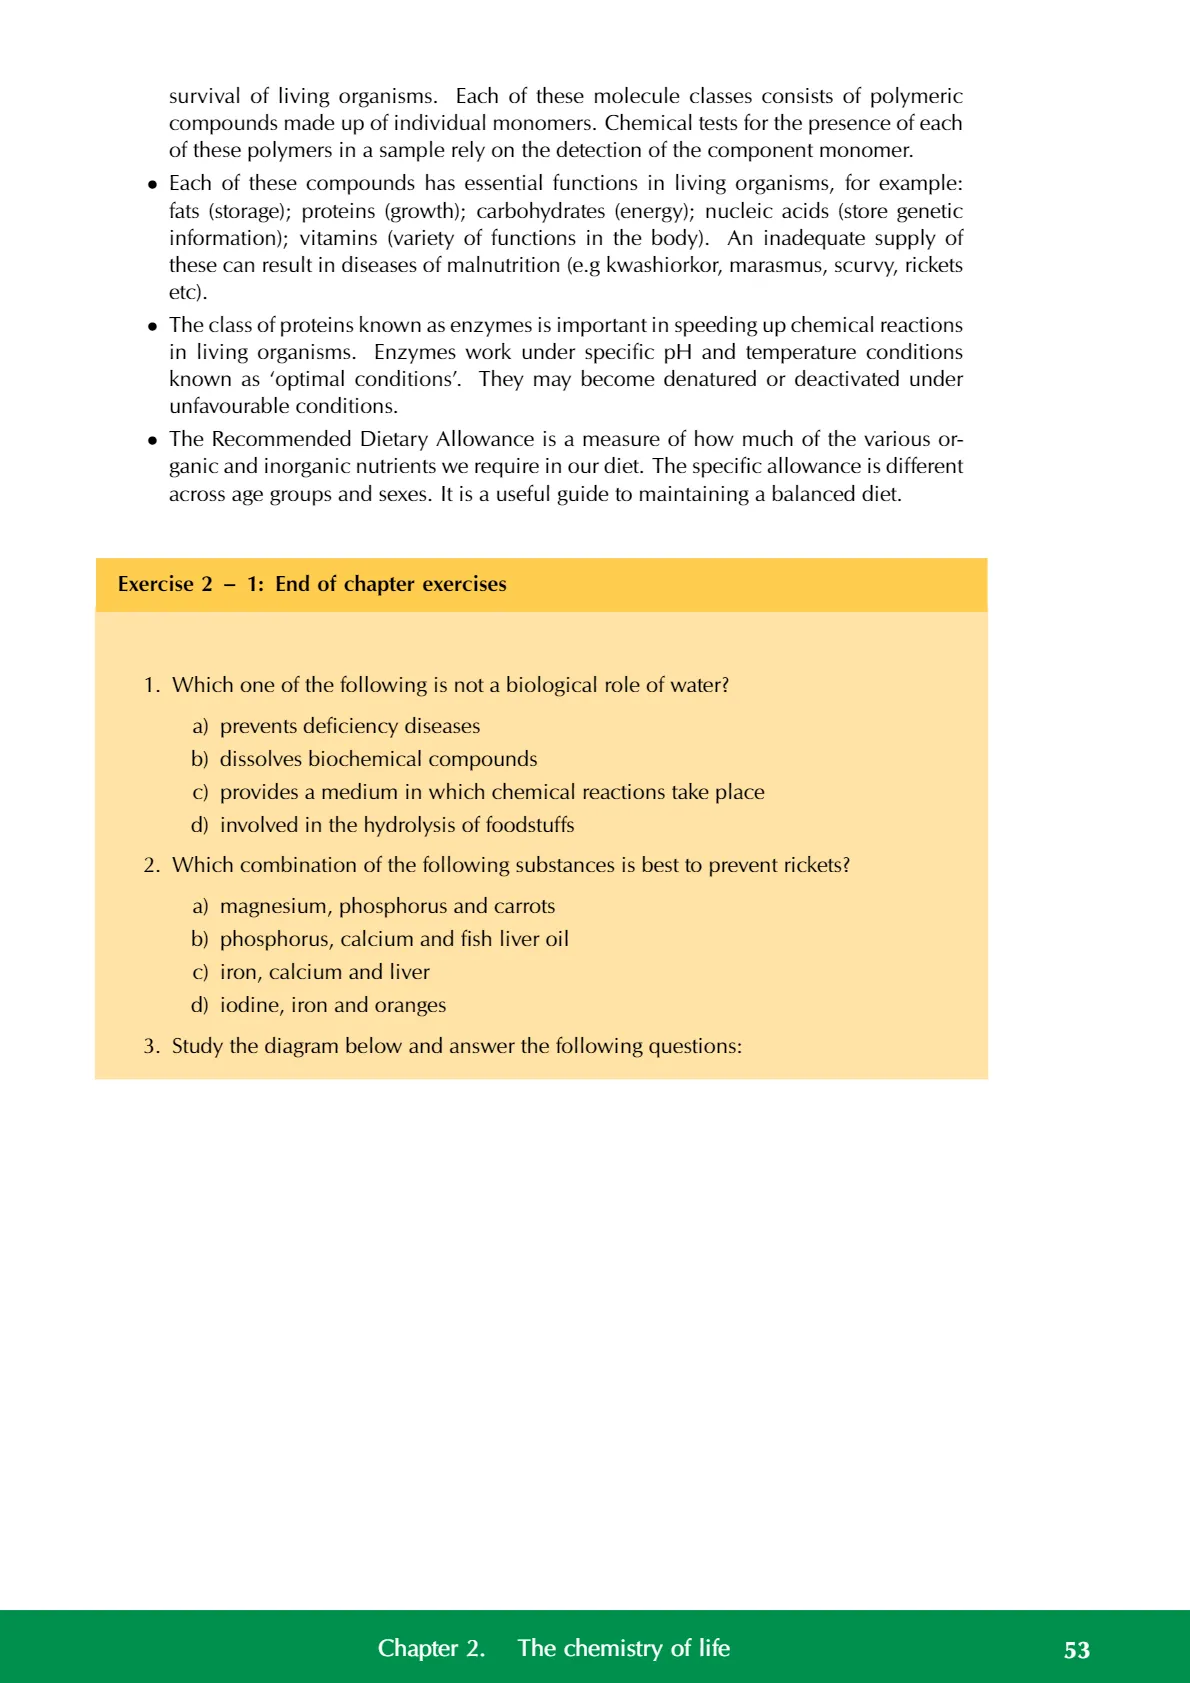 survival of living organisms. Each of these molecule classes consists of polymeric
compounds made up of individual monomers. Chemical tests for the presence of each
of these polymers in a sample rely on the detection of the component monomer.
• Each of these compounds has essential functions in living organisms, for example:
fats (storage); proteins (growth); carbohydrates (energy); nucleic acids (store genetic
information); vitamins (variety of functions in the body). An inadequate supply of
these can result in diseases of malnutrition (e.g kwashiorkor, marasmus, scurvy, rickets
etc).
• The class of proteins known as enzymes is important in speeding up chemical reactions
in living organisms. Enzymes work under specific pH and temperature conditions
known as ‘optimal conditions’. They may become denatured or deactivated under
unfavourable conditions.
• The Recommended Dietary Allowance is a measure of how much of the various or-
ganic and inorganic nutrients we require in our diet. The specific allowance is different
across age groups and sexes. It is a useful guide to maintaining a balanced diet.
Exercise 2 – 1: End of chapter exercises
1. Which one of the following is not a biological role of water?
a) prevents deficiency diseases
b) dissolves biochemical compounds
c) provides a medium in which chemical reactions take place
d) involved in the hydrolysis of foodstuffs
2. Which combination of the following substances is best to prevent rickets?
a) magnesium, phosphorus and carrots
b) phosphorus, calcium and fish liver oil
c) iron, calcium and liver
d) iodine, iron and oranges
3. Study the diagram below and answer the following questions:
Chapter 2. The chemistry of life 53